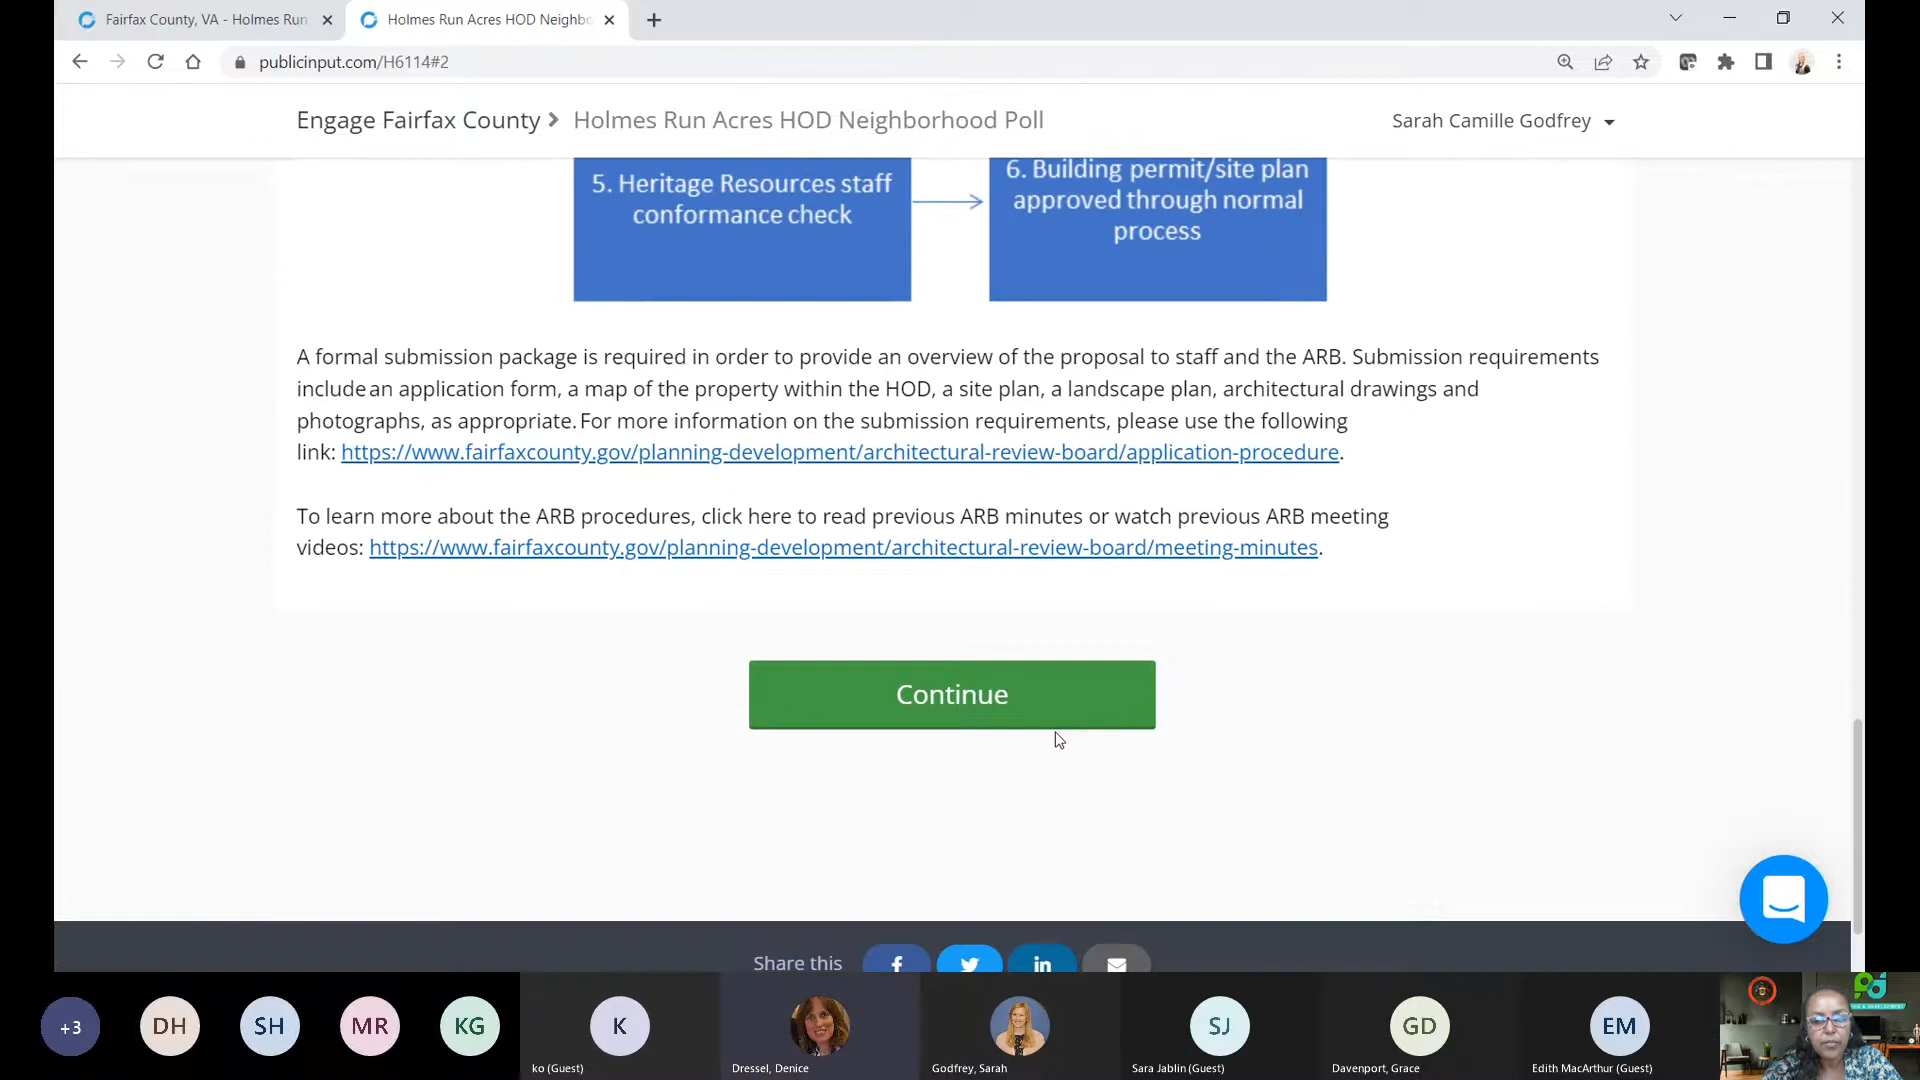 Fairfax County, VA - Holmes Run
Holmes Run Acres HOD Neighbo
publicinput.com/H6114#2
Engage Fairfax County
Holmes Run Acres HOD Neighborhood Poll
Sarah Camille Godfrey
5. Heritage Resources staff
conformance check
6. Building permit/site plan
approved through normal
process
A formal submission package is required in order to provide an overview of the proposal to staff and the ARB. Submission requirements
include an application form, a map of the property within the HOD, a site plan, a landscape plan, architectural drawings and
photographs, as appropriate. For more information on the submission requirements, please use the following
link: https://www.fairfaxcounty.gov/planning-development/architectural-review-board/application-procedure.
To learn more about the ARB procedures, click here to read previous ARB minutes or watch previous ARB meeting
videos: https://www.fairfaxcounty.gov/planning-development/architectural-review-board/meeting-minutes.
Continue
Share this
+3
DH
SH
MR
KG
K
SJ
GD
EM
ko (Guest)
Dressel, Denice
Godfrey, Sarah
Sara Jablin (Guest)
Davenport, Grace
Edith MacArthur (Guest)